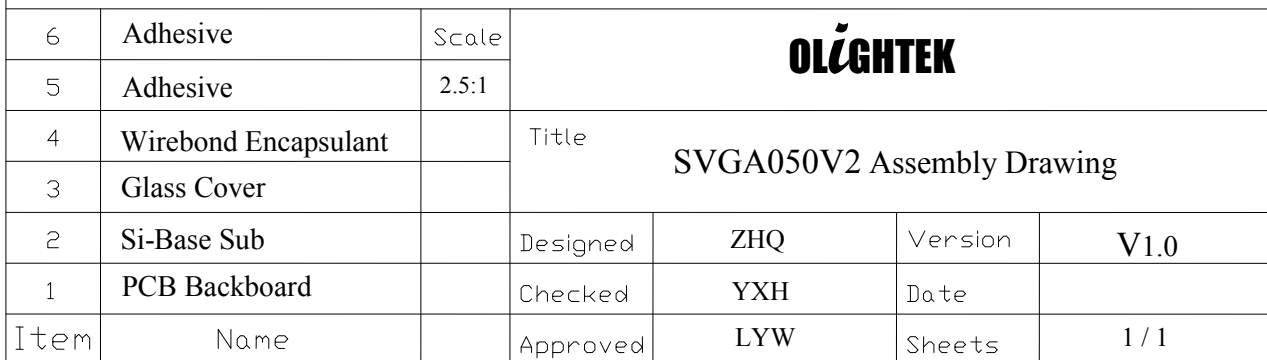 6 Adhesive Scale OLiGHTEK
5 Adhesive 2.5:1
4 Wirebond Encapsulant Title
SVGA050V2 Assembly Drawing
3 Glass Cover
2 Si-Base Sub Designed ZHQ Version V1.0
1 PCB Backboard Checked YXH Date
Item Name Approved LYW Sheets 1 / 1